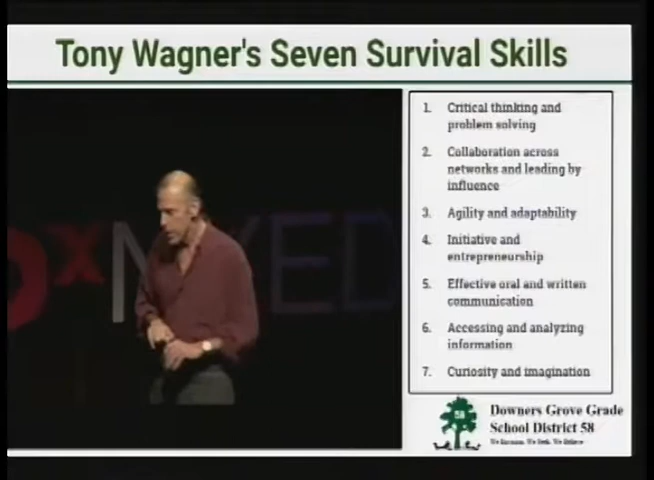 Tony Wagner's Seven Survival Skills
x NYED
1. Critical thinking and
problem solving
2. Collaboration across
networks and leading by
influence
3. Agility and adaptability
4. Initiative and
entrepreneurship
5. Effective oral and written
communication
6. Accessing and analyzing
information
7. Curiosity and imagination
58
Downers Grove Grade
School District 58